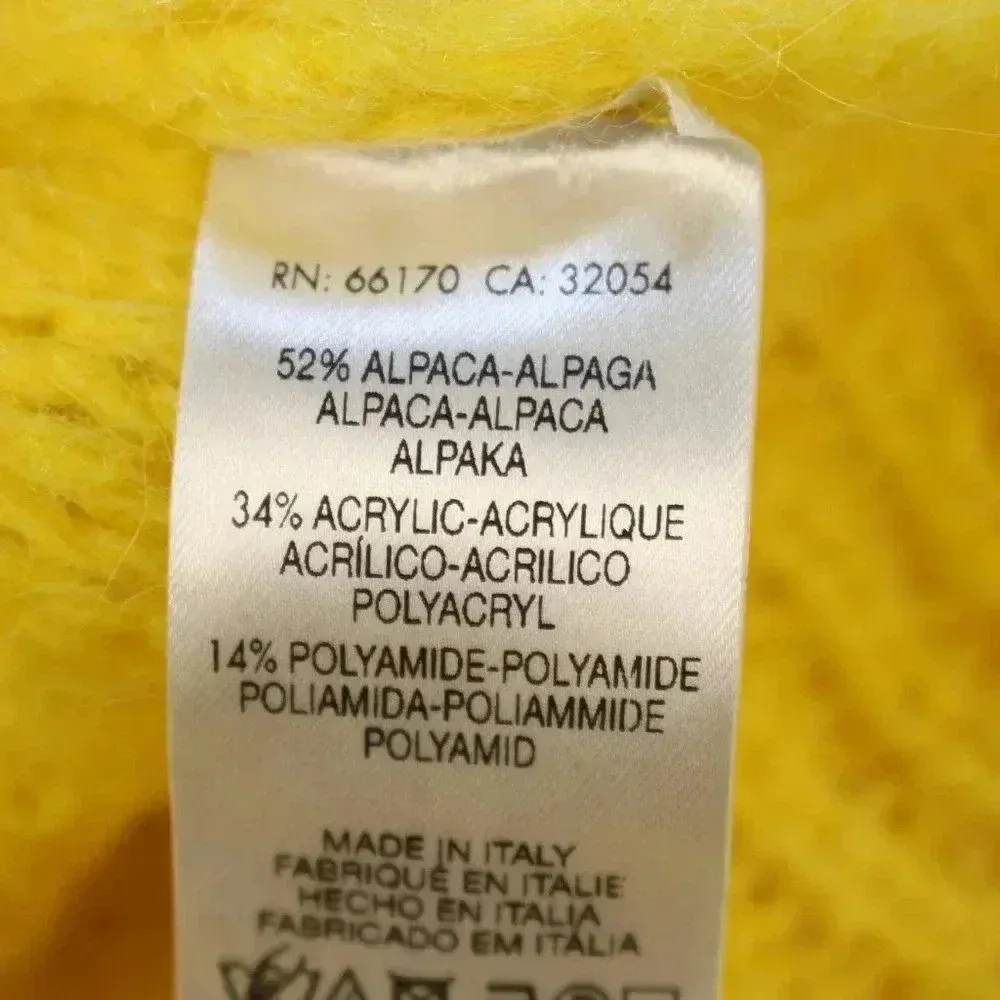 RN: 66170 CA: 32054
52% ALPACA-ALPAGA
ALPACA-ALPACA
ALPAKA
34% ACRYLIC-ACRYLIQUE
ACRÍLICO-ACRILICO
POLYACRYL
14% POLYAMIDE-POLYAMIDE
POLIAMIDA-POLIAMMIDE
POLYAMID
MADE IN ITALY
FABRIQUÉ EN ITALIE
HECHO EN ITALIA
FABRICADO EM ITÁLIA